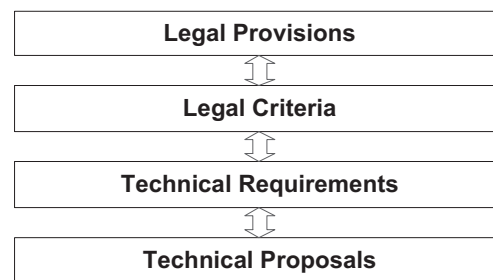 Legal Provisions
Legal Criteria
Technical Requirements
Technical Proposals